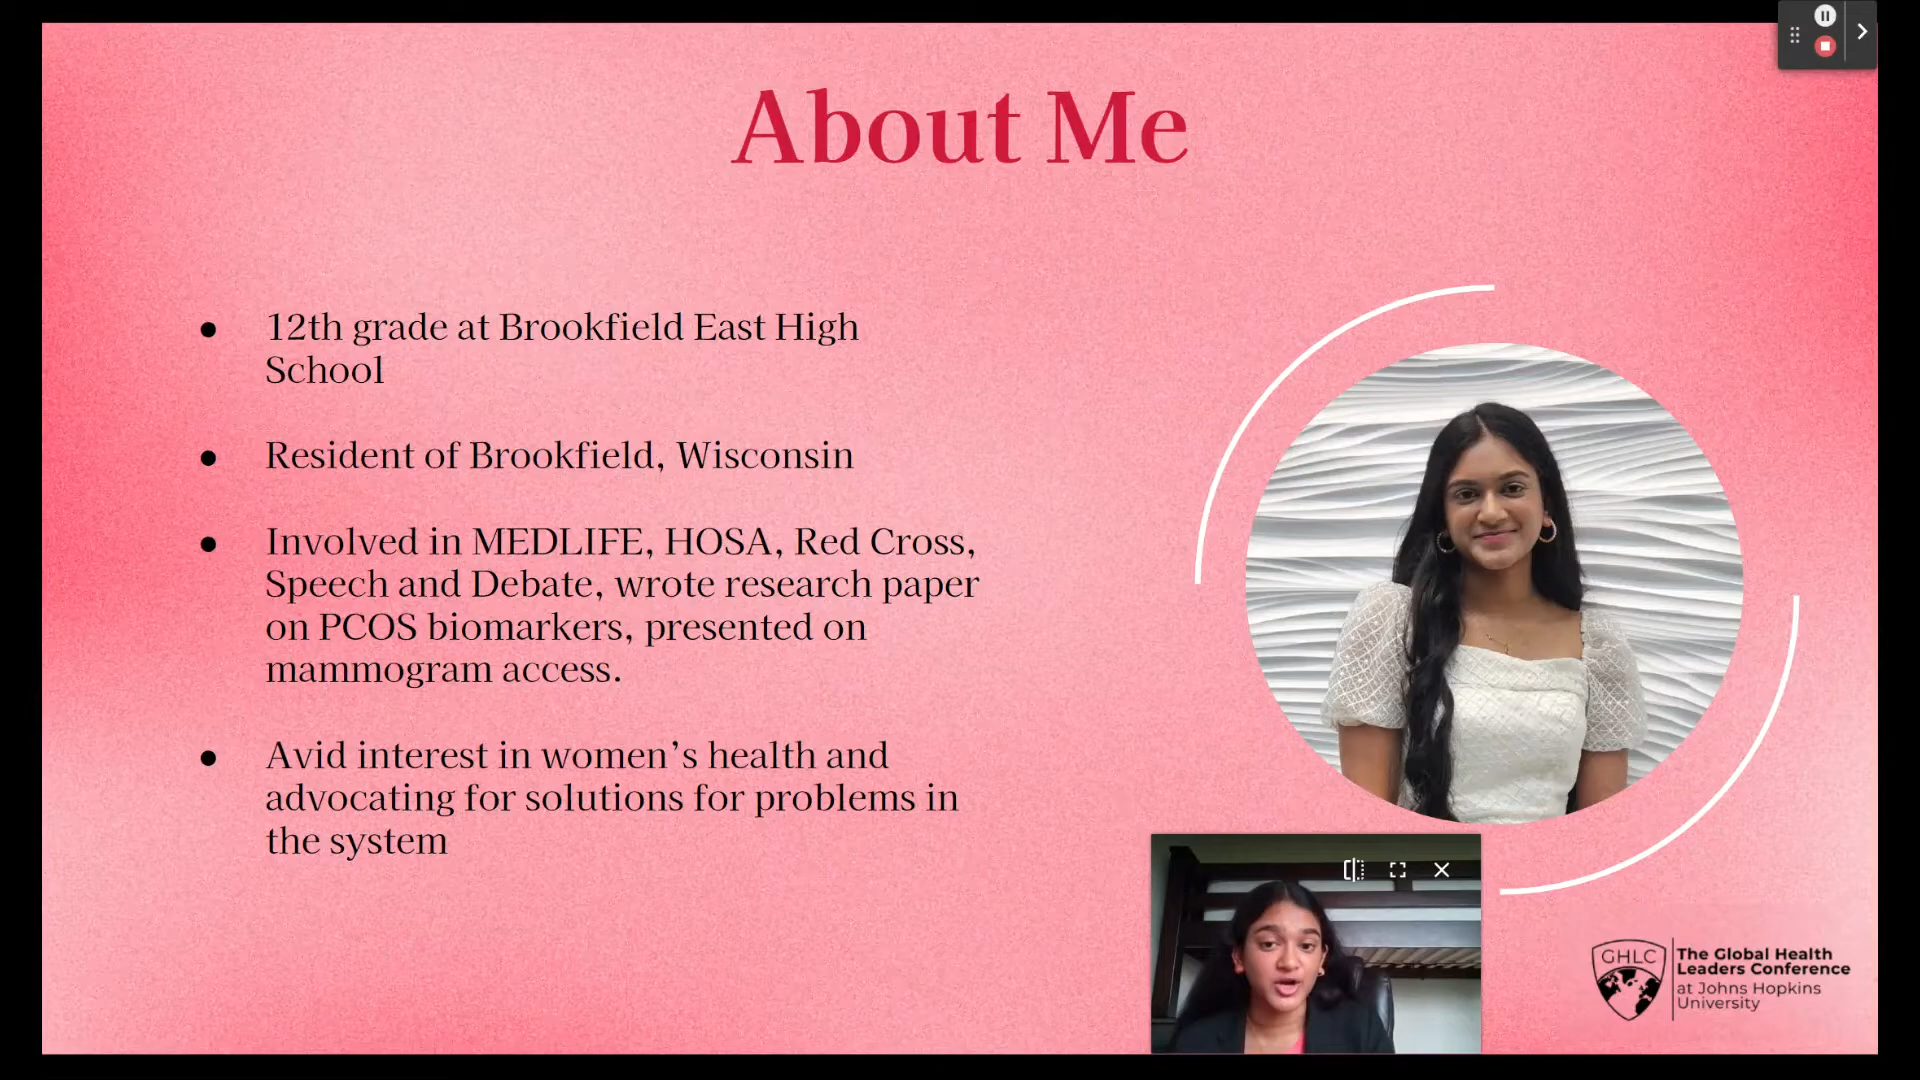 About Me
● 12th grade at Brookfield East High
School
● Resident of Brookfield, Wisconsin
● Involved in MEDLIFE, HOSA, Red Cross,
Speech and Debate, wrote research paper
on PCOS biomarkers, presented on
mammogram access.
● Avid interest in women’s health and
advocating for solutions for problems in
the system
GHLC
The Global Health
Leaders Conference
at Johns Hopkins
University